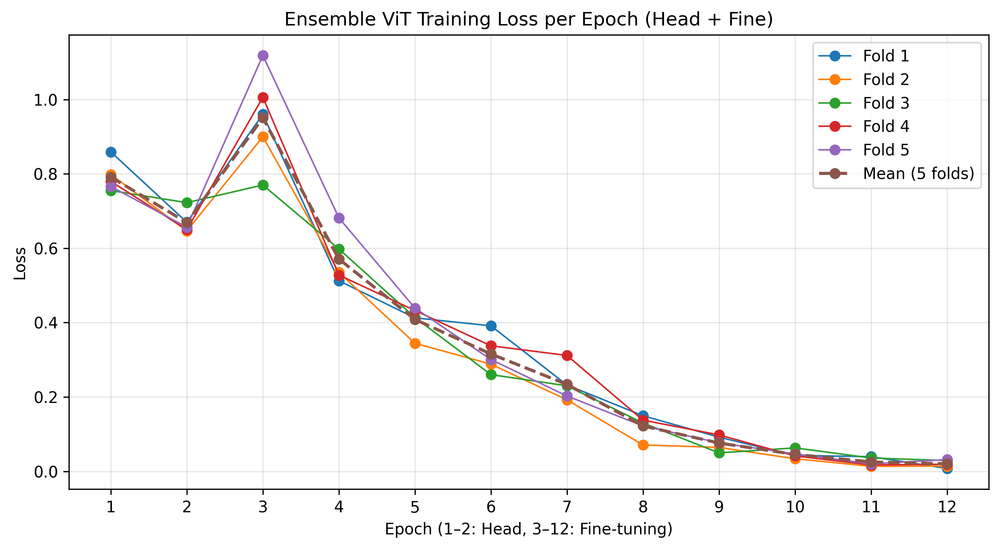 Ensemble ViT Training Loss per Epoch (Head + Fine)
Fold 1
Fold 2
Fold 3
Fold 4
Fold 5
Mean (5 folds)
Loss
1.0
0.8
0.6
0.4
0.2
0.0
1 2 3 4 5 6 7 8 9 10 11 12
Epoch (1–2: Head, 3–12: Fine-tuning)